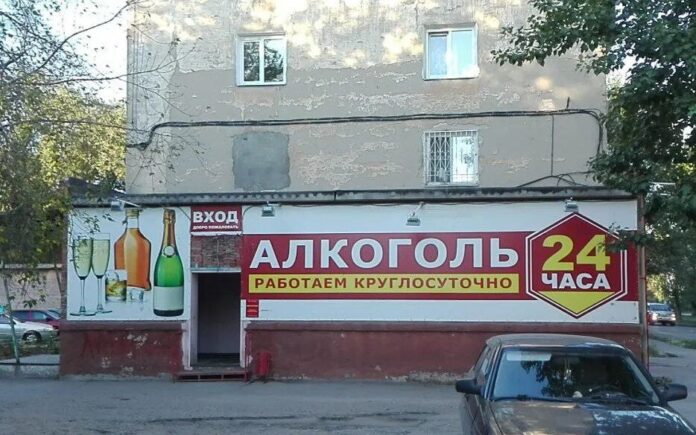 ВХОД
ДОБРО ПОЖАЛОВАТЬ
АЛКОГОЛЬ
РАБОТАЕМ КРУГЛОСУТОЧНО
24
ЧАСА